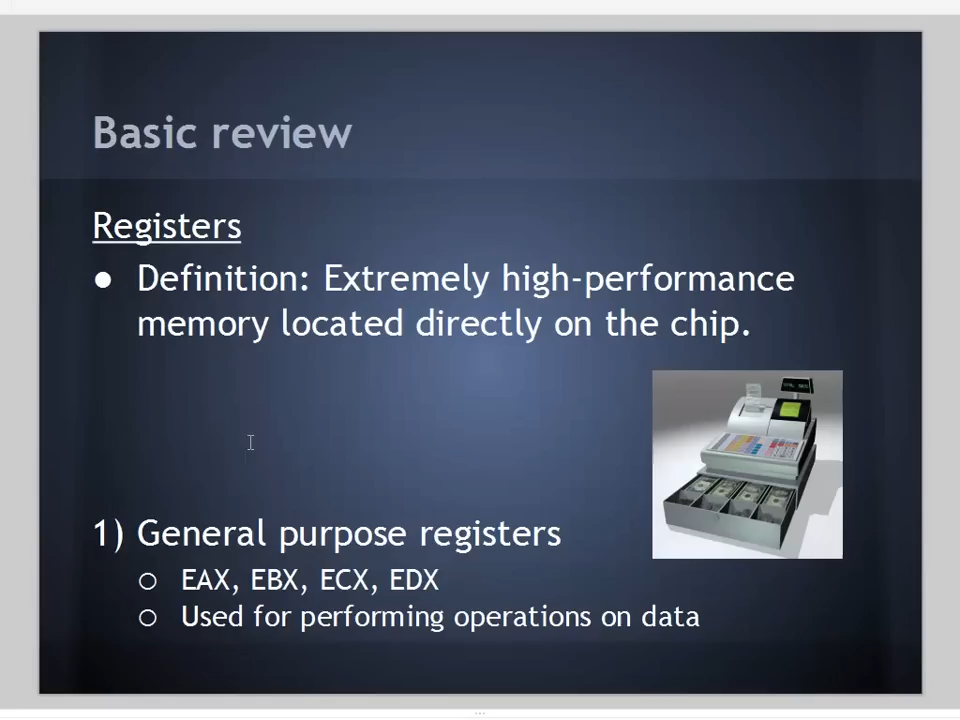 Basic review
Registers
● Definition: Extremely high-performance
memory located directly on the chip.
1) General purpose registers
○ EAX, EBX, ECX, EDX
○ Used for performing operations on data